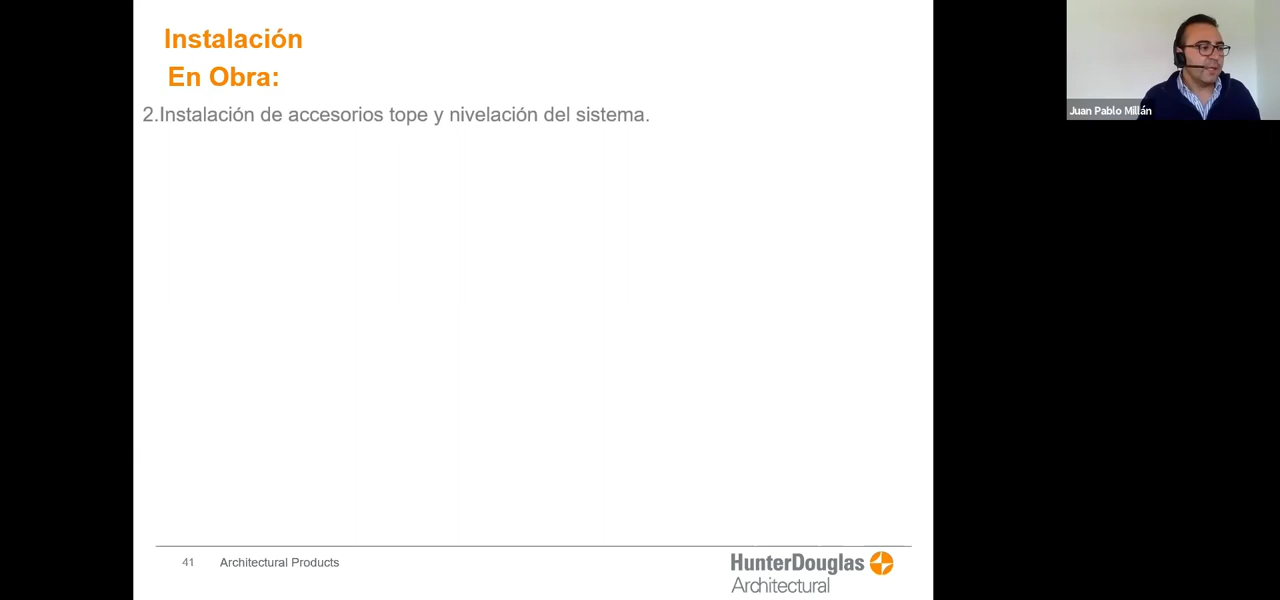 Instalación
En Obra:
2.Instalación de accesorios tope y nivelación del sistema.
Juan Pablo Millán
41 Architectural Products
HunterDouglas
Architectural